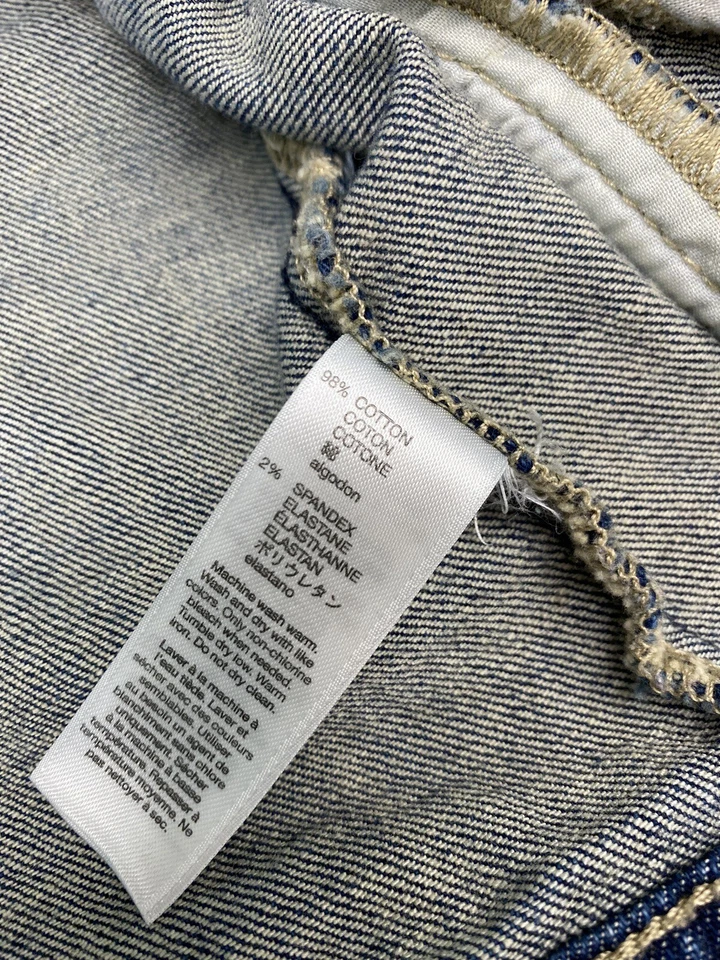 98% COTTON
COTON
COTONE
綿
algodon
2% SPANDEX
ELASTANE
ELASTHANNE
ELASTAN
ポリウレタン
elastano
Machine wash warm.
Wash and dry with like
colors. Only non-chlorine
bleach when needed.
Tumble dry low. Warm
iron. Do not dry clean.
Laver à la machine à
l'eau tiède. Laver et
sécher avec des couleurs
semblables. Utiliser
au besoin un agent de
blanchiment sans chlore
uniquement. Sécher
à la machine à basse
température. Repasser à
température moyenne. Ne
pas nettoyer à sec.